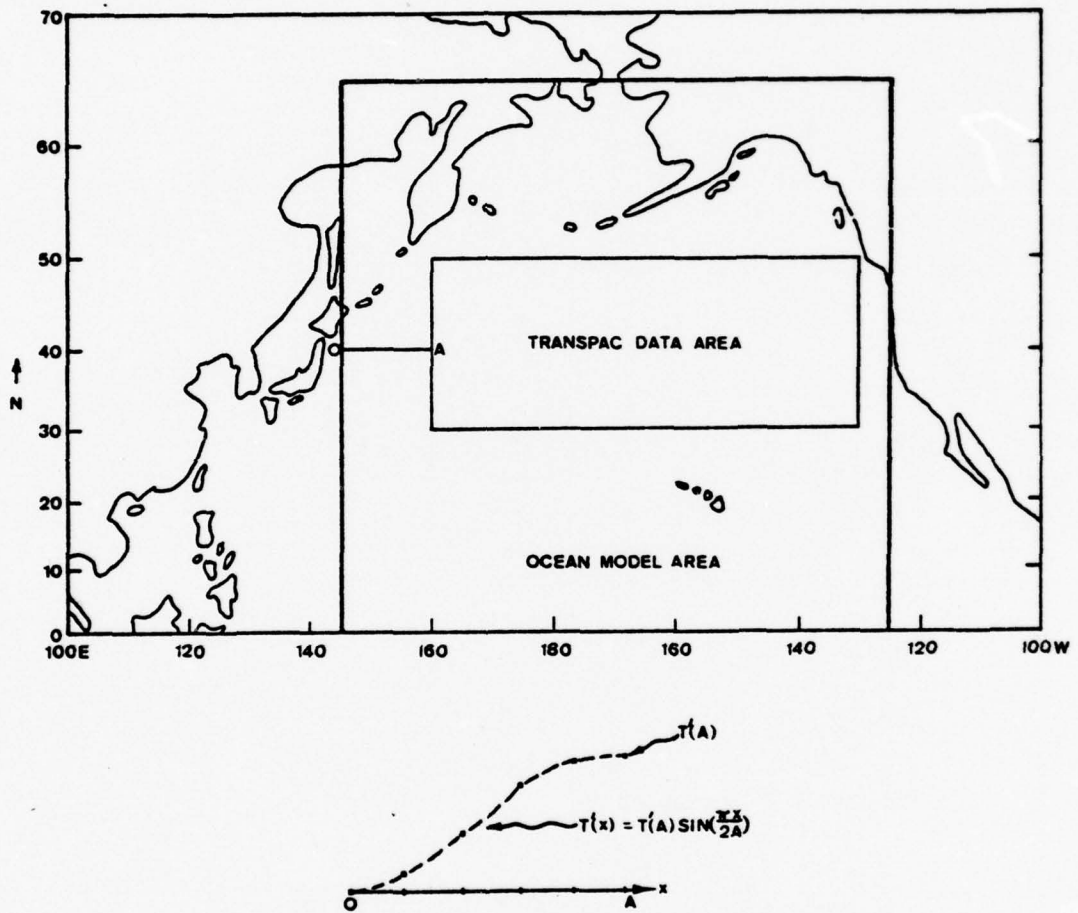 70
60
50
40
30
20
10
0
N
O
A
TRANSPAC DATA AREA
OCEAN MODEL AREA
100E 120 140 160 180 160 140 120 100W
T'(A)
T'(x) = T'(A) SIN(πx/2A)
O A x